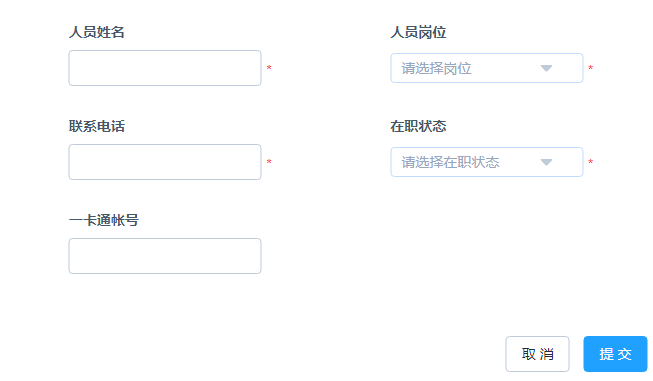 人员姓名
人员岗位
*
请选择岗位
*
联系电话
在职状态
*
请选择在职状态
*
一卡通帐号
取 消
提 交